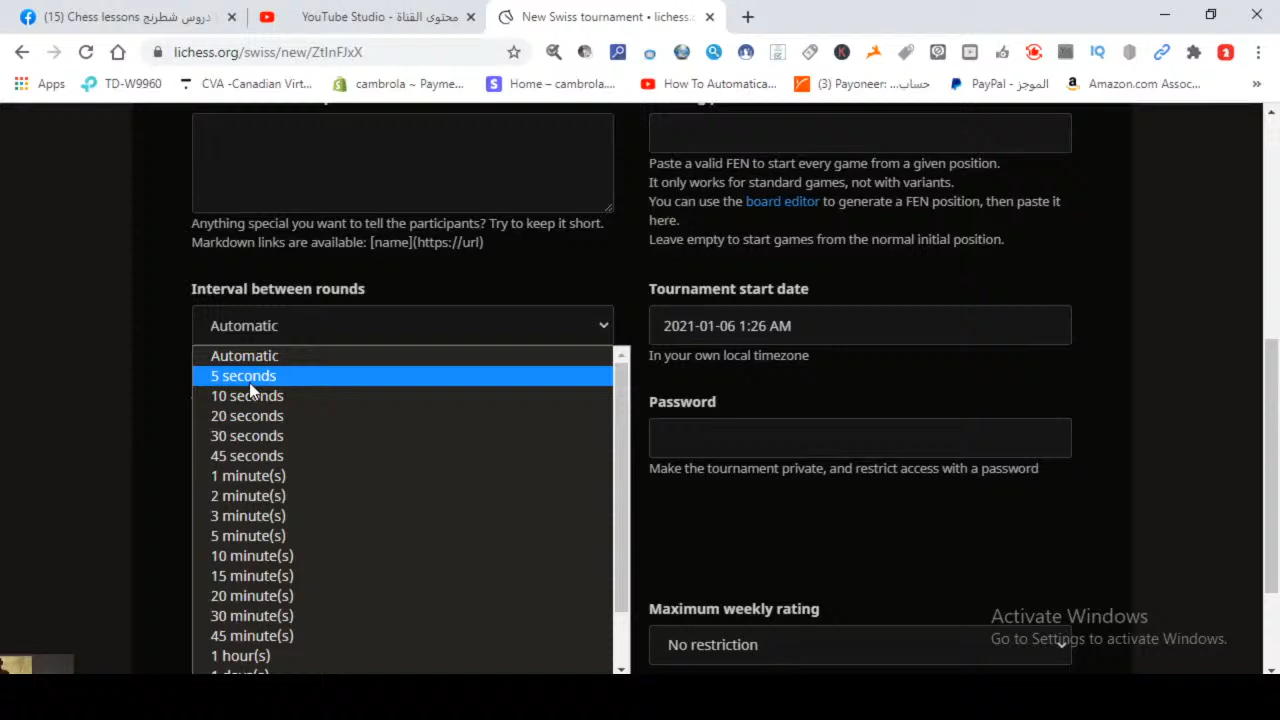 (15) Chess lessons دروس شطرنج
YouTube Studio - محتوى القناة
New Swiss tournament • lichess.
lichess.org/swiss/new/ZtInFJxX
Apps
TD-W9960
CVA -Canadian Virt...
cambrola ~ Payme...
Home – cambrola....
How To Automatica...
(3) Payoneer: حساب...
PayPal - الموجز
Amazon.com Assoc...
Anything special you want to tell the participants? Try to keep it short.
Markdown links are available: [name](https://url)
Paste a valid FEN to start every game from a given position.
It only works for standard games, not with variants.
You can use the board editor to generate a FEN position, then paste it
here.
Leave empty to start games from the normal initial position.
Interval between rounds
Automatic
Automatic
5 seconds
10 seconds
20 seconds
30 seconds
45 seconds
1 minute(s)
2 minute(s)
3 minute(s)
5 minute(s)
10 minute(s)
15 minute(s)
20 minute(s)
30 minute(s)
45 minute(s)
1 hour(s)
1 days(s)
Tournament start date
2021-01-06 1:26 AM
In your own local timezone
Password
Make the tournament private, and restrict access with a password
Maximum weekly rating
No restriction
Activate Windows
Go to Settings to activate Windows.